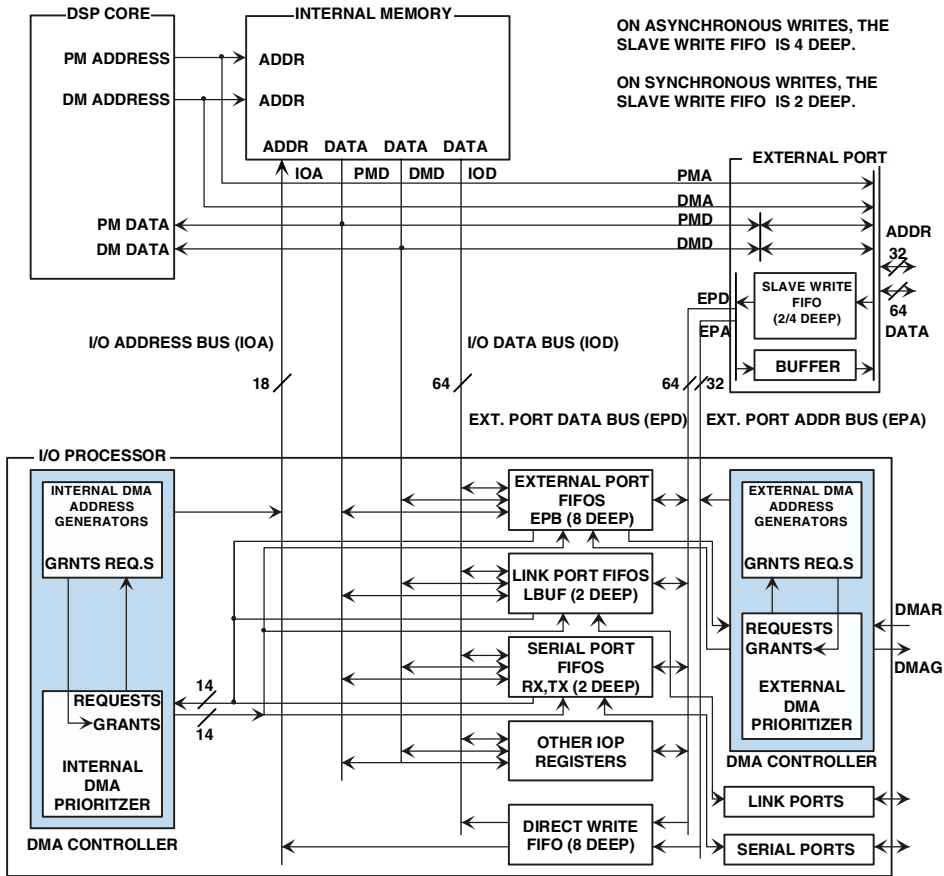 DSP CORE
INTERNAL MEMORY
ON ASYNCHRONOUS WRITES, THE
SLAVE WRITE FIFO IS 4 DEEP.
ON SYNCHRONOUS WRITES, THE
SLAVE WRITE FIFO IS 2 DEEP.
PM ADDRESS
ADDR
DM ADDRESS
ADDR
ADDR DATA DATA DATA
IOA PMD DMD IOD
EXTERNAL PORT
PMA
DMA
PM DATA
PMD
DM DATA
DMD
ADDR
32
64
DATA
EPD
SLAVE WRITE
FIFO
(2/4 DEEP)
EPA
BUFFER
I/O ADDRESS BUS (IOA)
I/O DATA BUS (IOD)
18
64
64
32
EXT. PORT DATA BUS (EPD)
EXT. PORT ADDR BUS (EPA)
I/O PROCESSOR
INTERNAL DMA
ADDRESS
GENERATORS
GRNTS REQ.S
EXTERNAL PORT
FIFOS
EPB (8 DEEP)
EXTERNAL DMA
ADDRESS
GENERATORS
GRNTS REQ.S
LINK PORT FIFOS
LBUF (2 DEEP)
DMAR
REQUESTS
GRANTS
DMAG
SERIAL PORT
FIFOS
RX,TX (2 DEEP)
EXTERNAL
DMA
PRIORITIZER
14
REQUESTS
GRANTS
14
INTERNAL
DMA
PRIORITZER
OTHER IOP
REGISTERS
DMA CONTROLLER
LINK PORTS
DIRECT WRITE
FIFO (8 DEEP)
DMA CONTROLLER
SERIAL PORTS